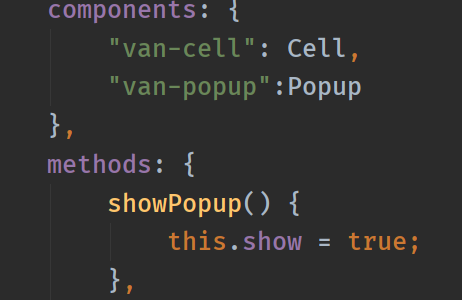 components: {
"van-cell": Cell,
"van-popup":Popup
},
methods: {
showPopup() {
this.show = true;
},